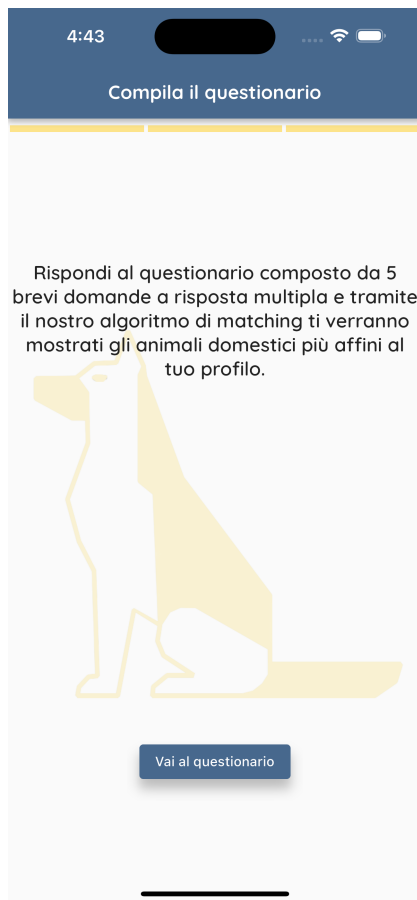 4:43
Compila il questionario
Rispondi al questionario composto da 5
brevi domande a risposta multipla e tramite
il nostro algoritmo di matching ti verranno
mostrati gli animali domestici più affini al
tuo profilo.
Vai al questionario